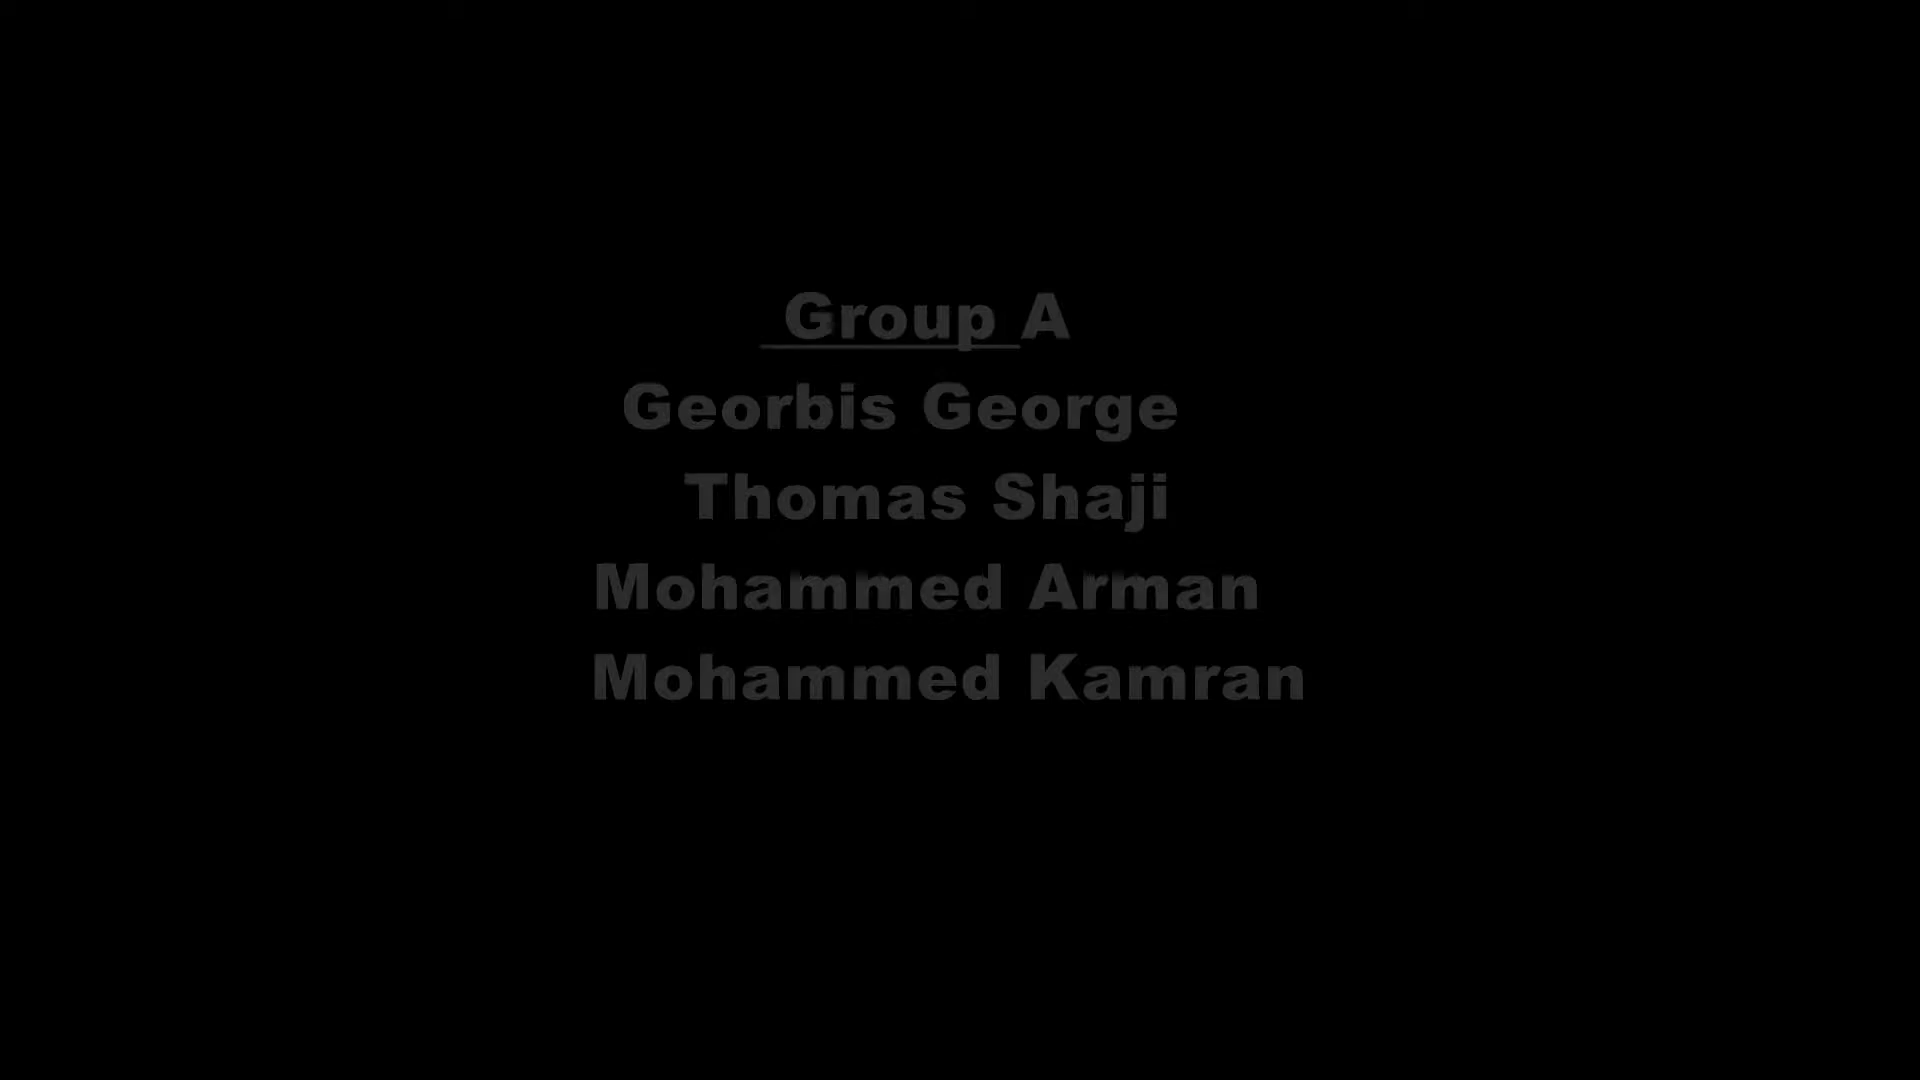 Group A
Georbis George
Thomas Shaji
Mohammed Arman
Mohammed Kamran